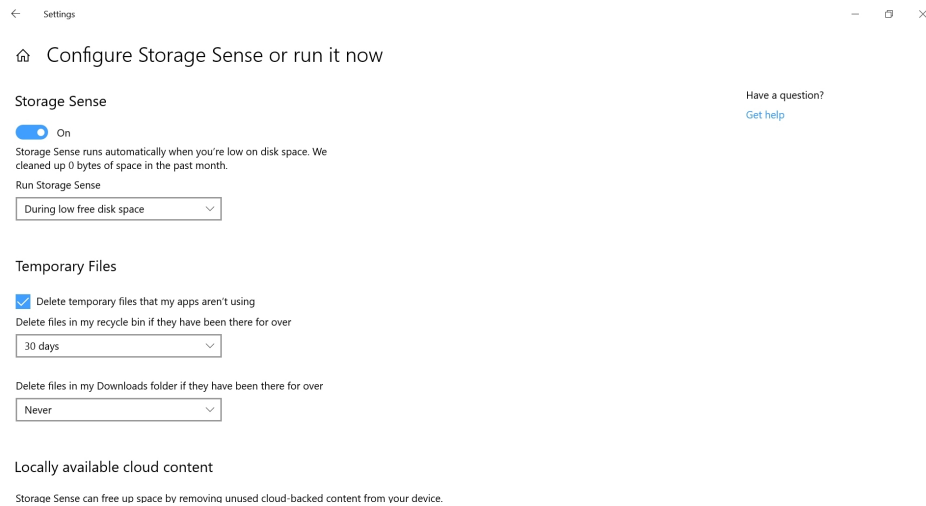 Settings
Configure Storage Sense or run it now
Storage Sense
On
Storage Sense runs automatically when you're low on disk space. We
cleaned up 0 bytes of space in the past month.
Run Storage Sense
During low free disk space
Temporary Files
Delete temporary files that my apps aren't using
Delete files in my recycle bin if they have been there for over
30 days
Delete files in my Downloads folder if they have been there for over
Never
Locally available cloud content
Storage Sense can free up space by removing unused cloud-backed content from your device.
Have a question?
Get help